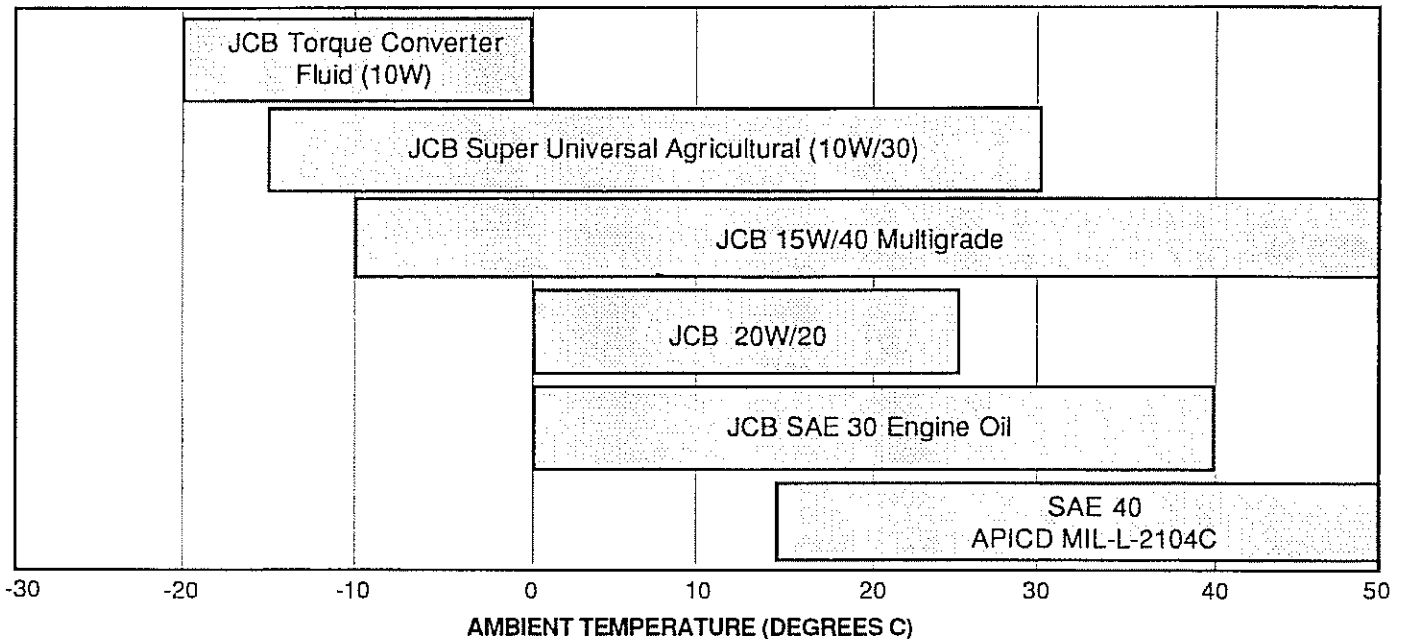 JCB Torque Converter
Fluid (10W)
JCB Super Universal Agricultural (10W/30)
JCB 15W/40 Multigrade
JCB 20W/20
JCB SAE 30 Engine Oil
SAE 40
APICD MIL-L-2104C
-30 -20 -10 0 10 20 30 40 50
AMBIENT TEMPERATURE (DEGREES C)